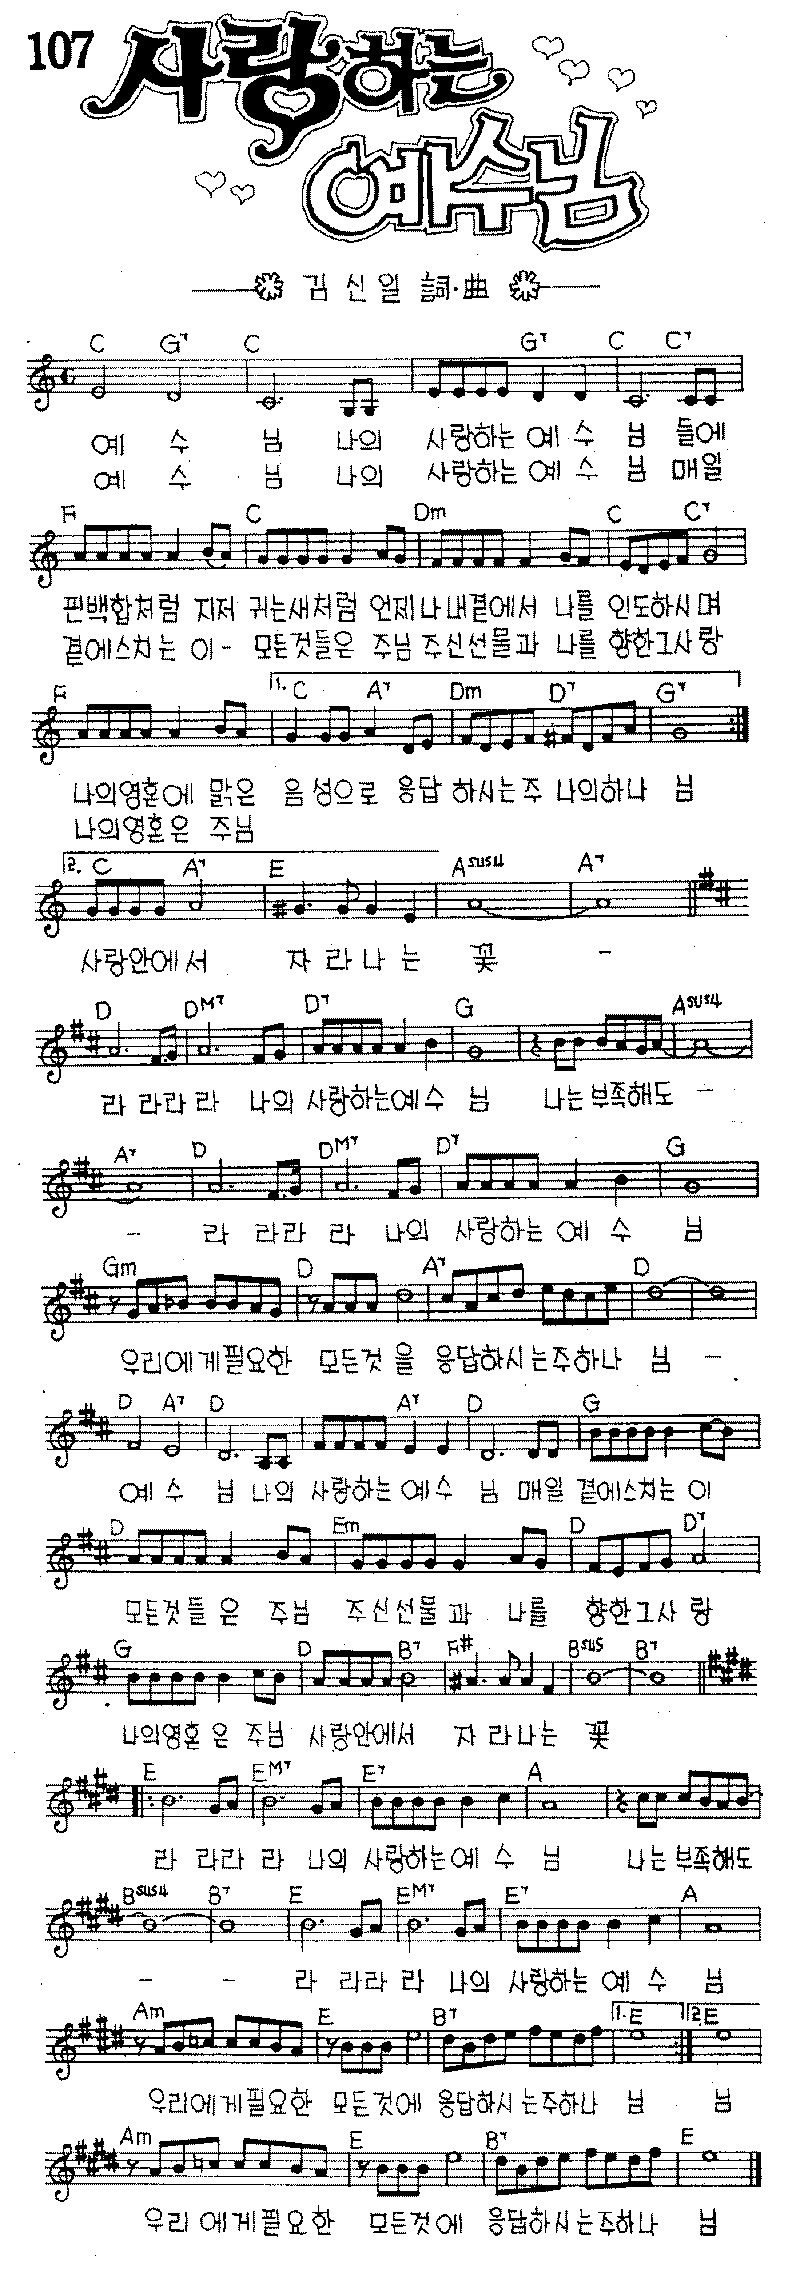 107
사랑하는
예수님
김신일 詞·曲
C G7 C G7 C C7
예 수 님 나의 사랑하는 예 수 님 들에
예 수 님 나의 사랑하는 예 수 님 매일
F C Dm C C7
핀백합처럼 지저 귀는새처럼 언제나내곁에서 나를 인도하시며
곁에스치는 이- 모든것들은 주님 주신선물과 나를 향한그사랑
F 1. C A7 Dm D7 G7
나의영혼에 맑은 음성으로 응답 하시는주 나의하나 님
나의영혼은 주님
2. C A7 E Asus4 A7
사랑안에서 자 라 나 는 꽃 -
D DM7 D7 G Asus4
라 라라 라 나의 사랑하는예 수 님 나는부족해도 -
A7 D DM7 D7 G
- 라 라라 라 나의 사랑하는 예 수 님
Gm D A7 D
우리에게필요한 모든것 을 응답하시는주하나 님 -
D A7 D A7 D G
예 수 님 나의 사랑하는 예 수 님 매일 곁에스치는 이
D Em D D7
모든것들 은 주님 주신선물과 나를 향한그사 랑
G D B7 F# Bsus B7
나의영혼 은 주님 사랑안에서 자 라나는 꽃
E EM7 E7 A
라 라라 라 나의 사랑하는예 수 님 나는부족해도
Bsus4 B7 E EM7 E7 A
- - 라 라라 라 나의 사랑하는 예 수 님
Am E B7 1. E 2. E
우리에게필요한 모든것에 응답하시는주하나 님 님
Am E B7 E
우리 에게필요한 모든것에 응답하시는주하나 님